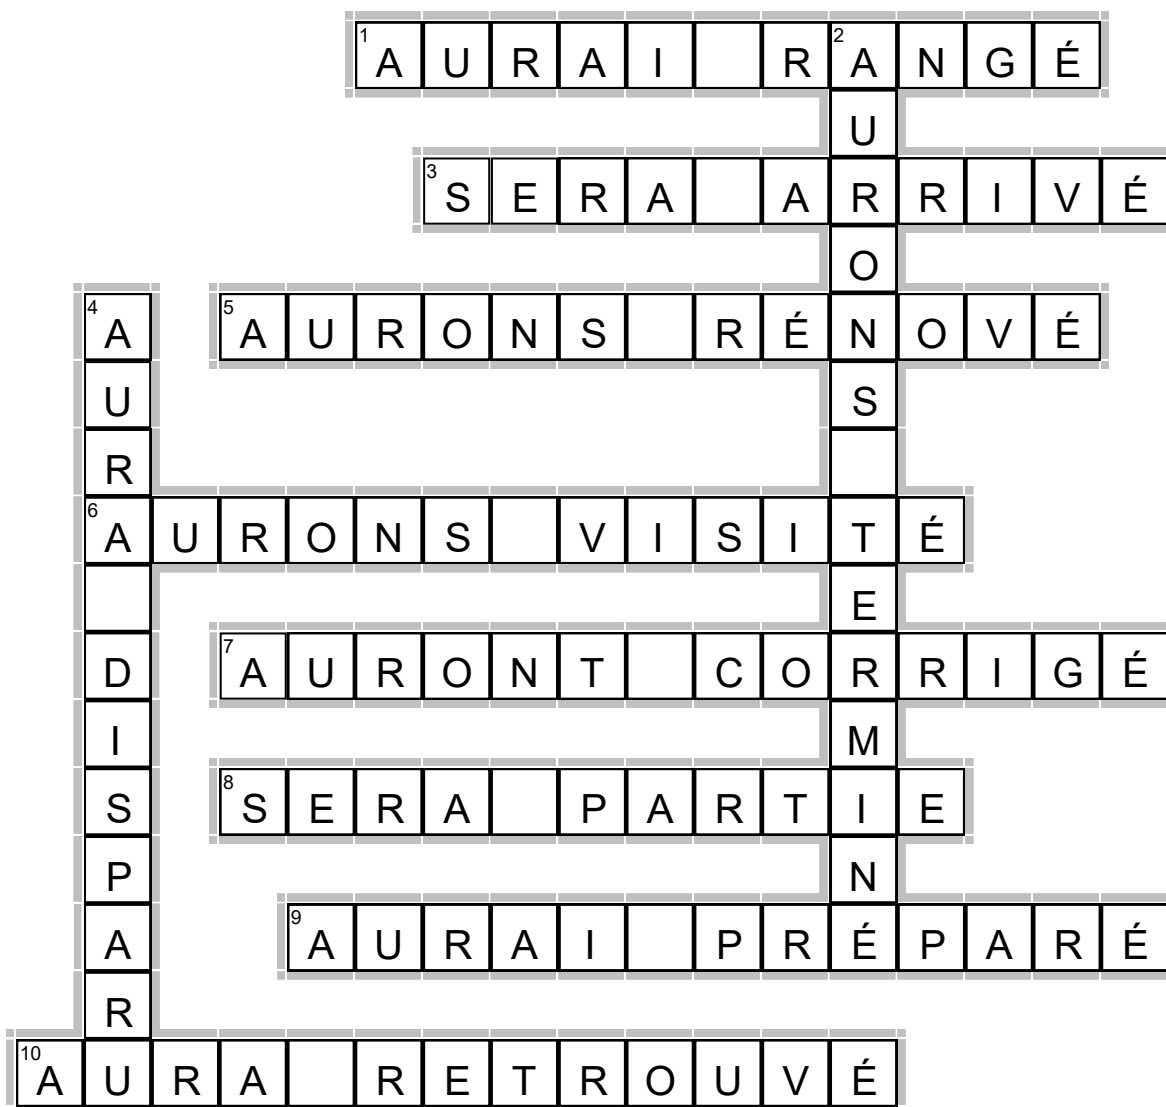 1 AURAI RANGÉ
2 AURONS TERMINÉ
3 SERA ARRIVÉ
4 AURA DISPARU
5 AURONS RÉNOVÉ
6 AURONS VISITÉ
7 AURONT CORRIGÉ
8 SERA PARTIE
9 AURAI PRÉPARÉ
10 AURA RETROUVÉ